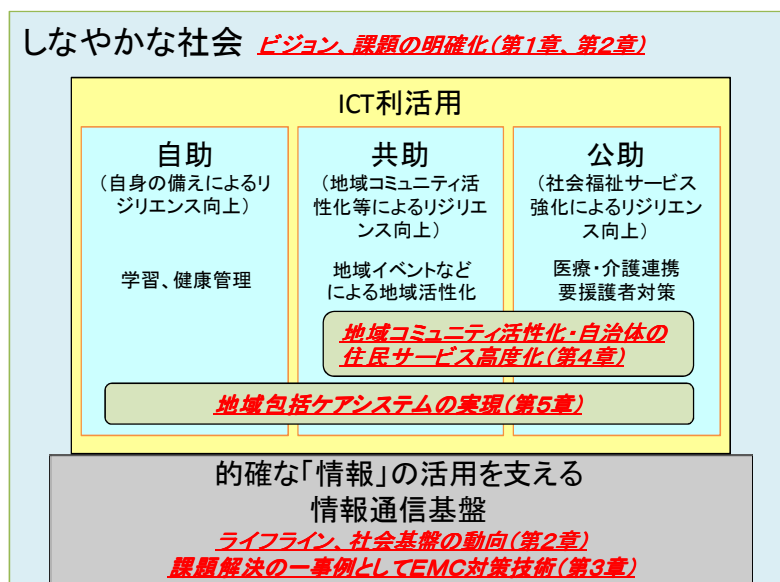 しなやかな社会 ビジョン、課題の明確化(第1章、第2章)
ICT利活用
自助
(自身の備えによるリ
ジリエンス向上)
学習、健康管理
共助
(地域コミュニティ活
性化等によるリジリエ
ンス向上)
地域イベントなど
による地域活性化
公助
(社会福祉サービス
強化によるリジリエン
ス向上)
医療・介護連携
要援護者対策
地域コミュニティ活性化・自治体の
住民サービス高度化(第4章)
地域包括ケアシステムの実現(第5章)
的確な「情報」の活用を支える
情報通信基盤
ライフライン、社会基盤の動向(第2章)
課題解決の一事例としてEMC対策技術(第3章)